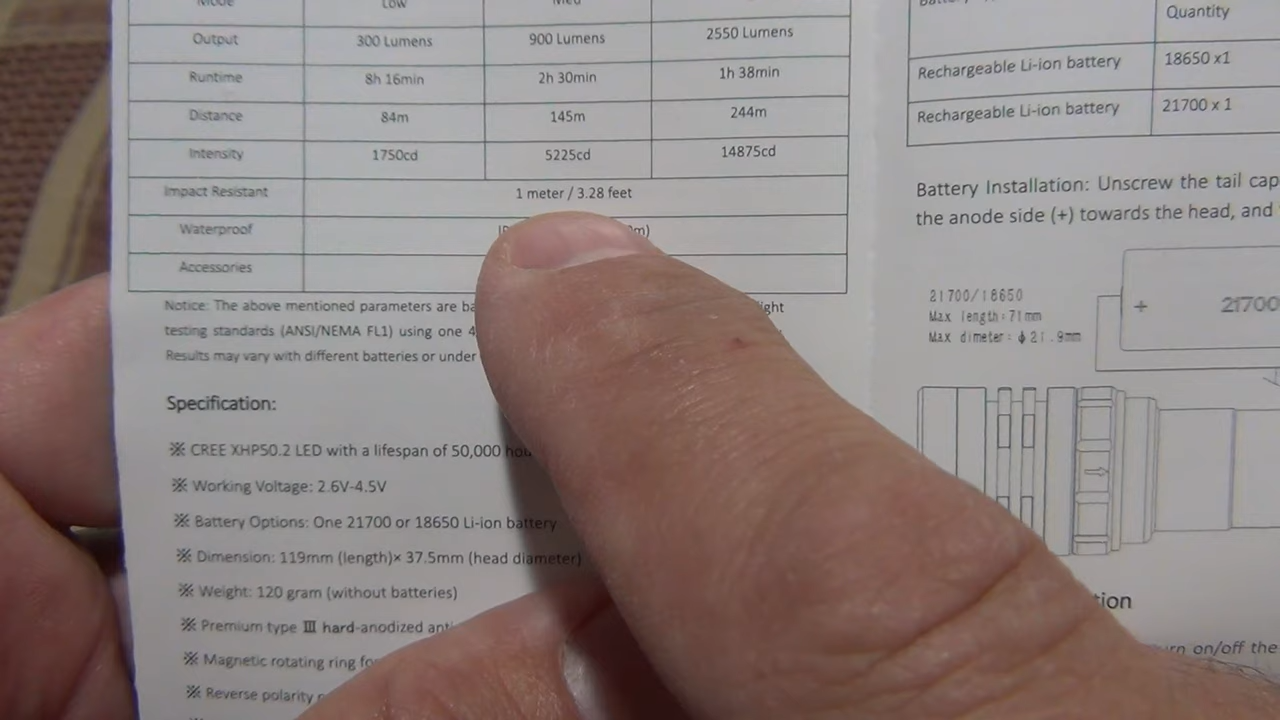 Mode Low Med
Output 300 Lumens 900 Lumens 2550 Lumens
Runtime 8h 16min 2h 30min 1h 38min
Distance 84m 145m 244m
Intensity 1750cd 5225cd 14875cd
Impact Resistant 1 meter / 3.28 feet
Waterproof
Accessories
Notice: The above mentioned parameters are
testing standards (ANSI/NEMA FL1) using one
Results may vary with different batteries or under
Specification:
※ CREE XHP50.2 LED with a lifespan of 50,000
※ Working Voltage: 2.6V-4.5V
※ Battery Options: One 21700 or 18650 Li-ion battery
※ Dimension: 119mm (length)× 37.5mm (head diameter)
※ Weight: 120 gram (without batteries)
※ Premium type III hard-anodized
※ Magnetic rotating ring
※ Reverse polarity
Quantity
Rechargeable Li-ion battery 18650 x1
Rechargeable Li-ion battery 21700 x 1
Battery Installation: Unscrew the tail cap
the anode side (+) towards the head, and
21700/18650
Max length:71mm
Max dimeter: ϕ21.9mm
+ 21700
on/off the